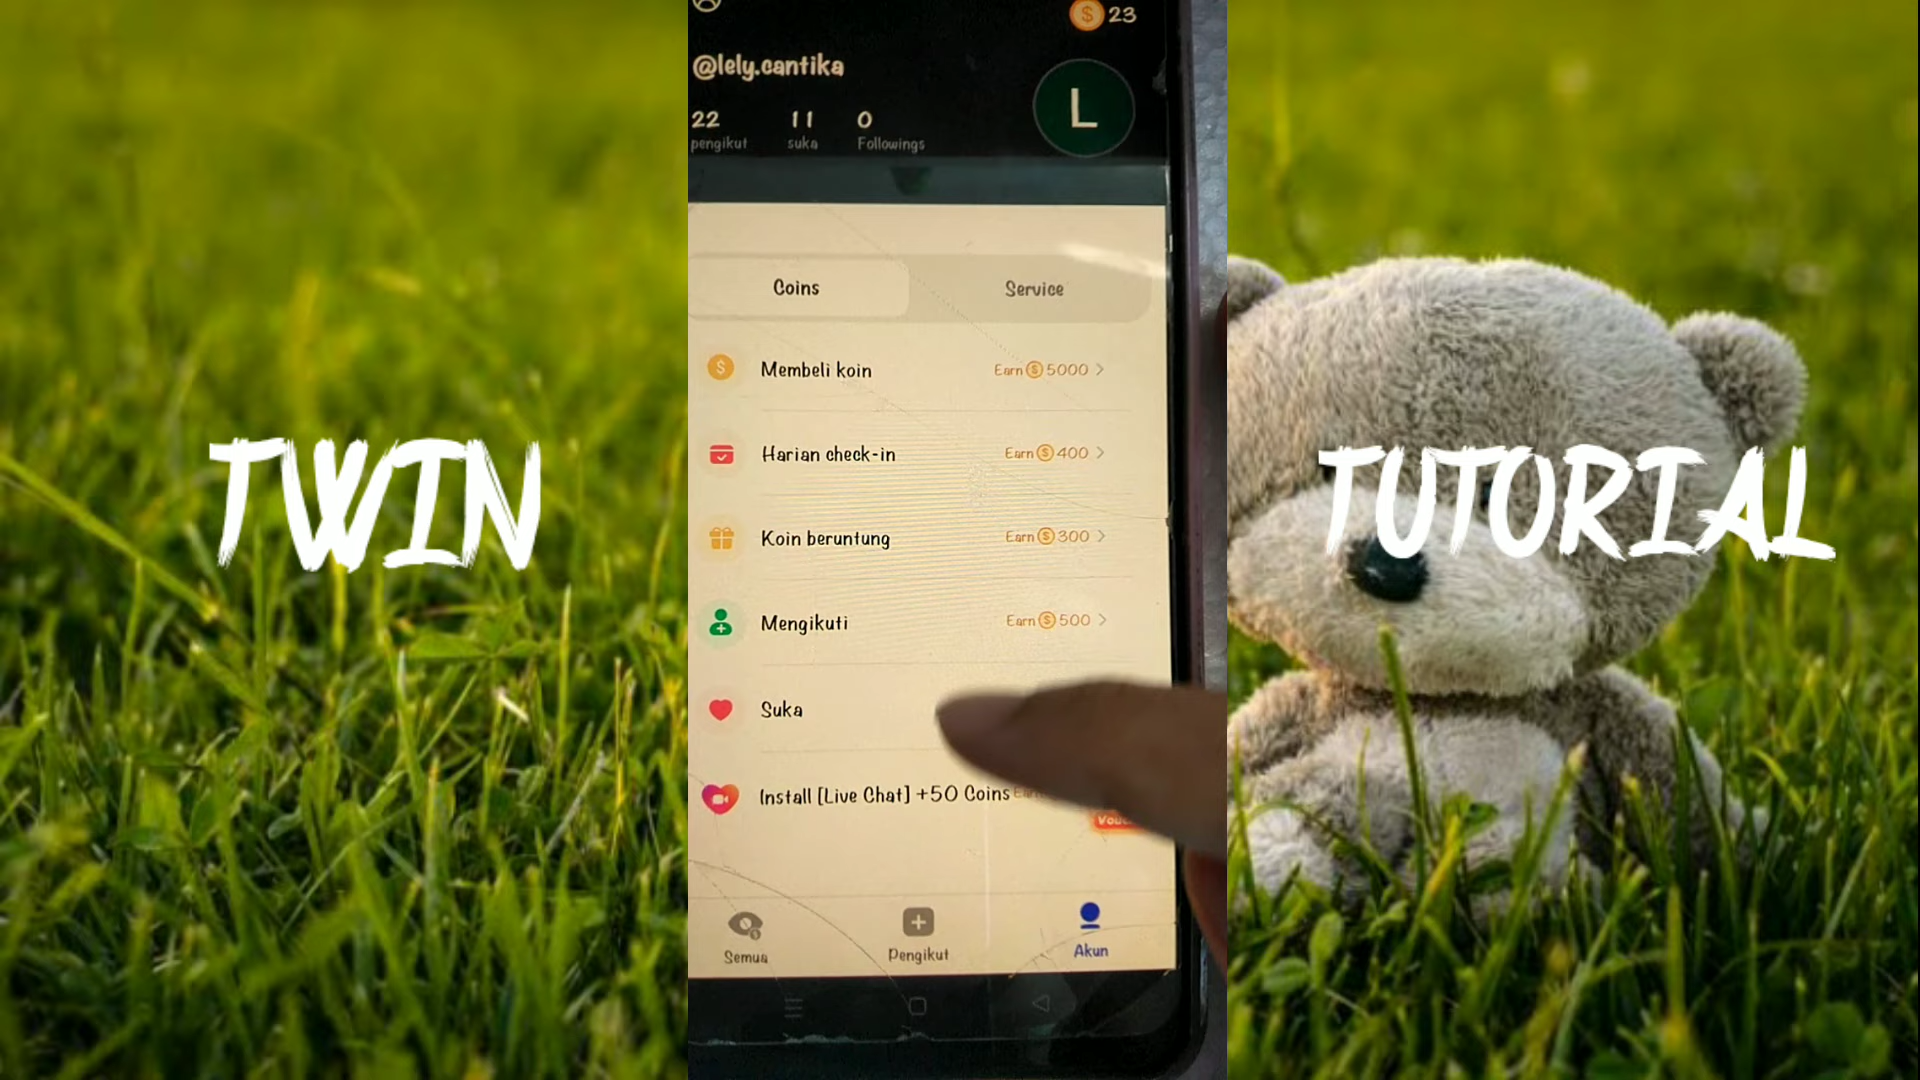 23
@lely.cantika
22 11 0
pengikut suka Followings
L
Coins Service
Membeli koin Earn 5000
Harian check-in Earn 400
Koin beruntung Earn 300
Mengikuti Earn 500
Suka
Install [Live Chat] +50 Coins
Semua Pengikut Akun
TWIN
TUTORIAL